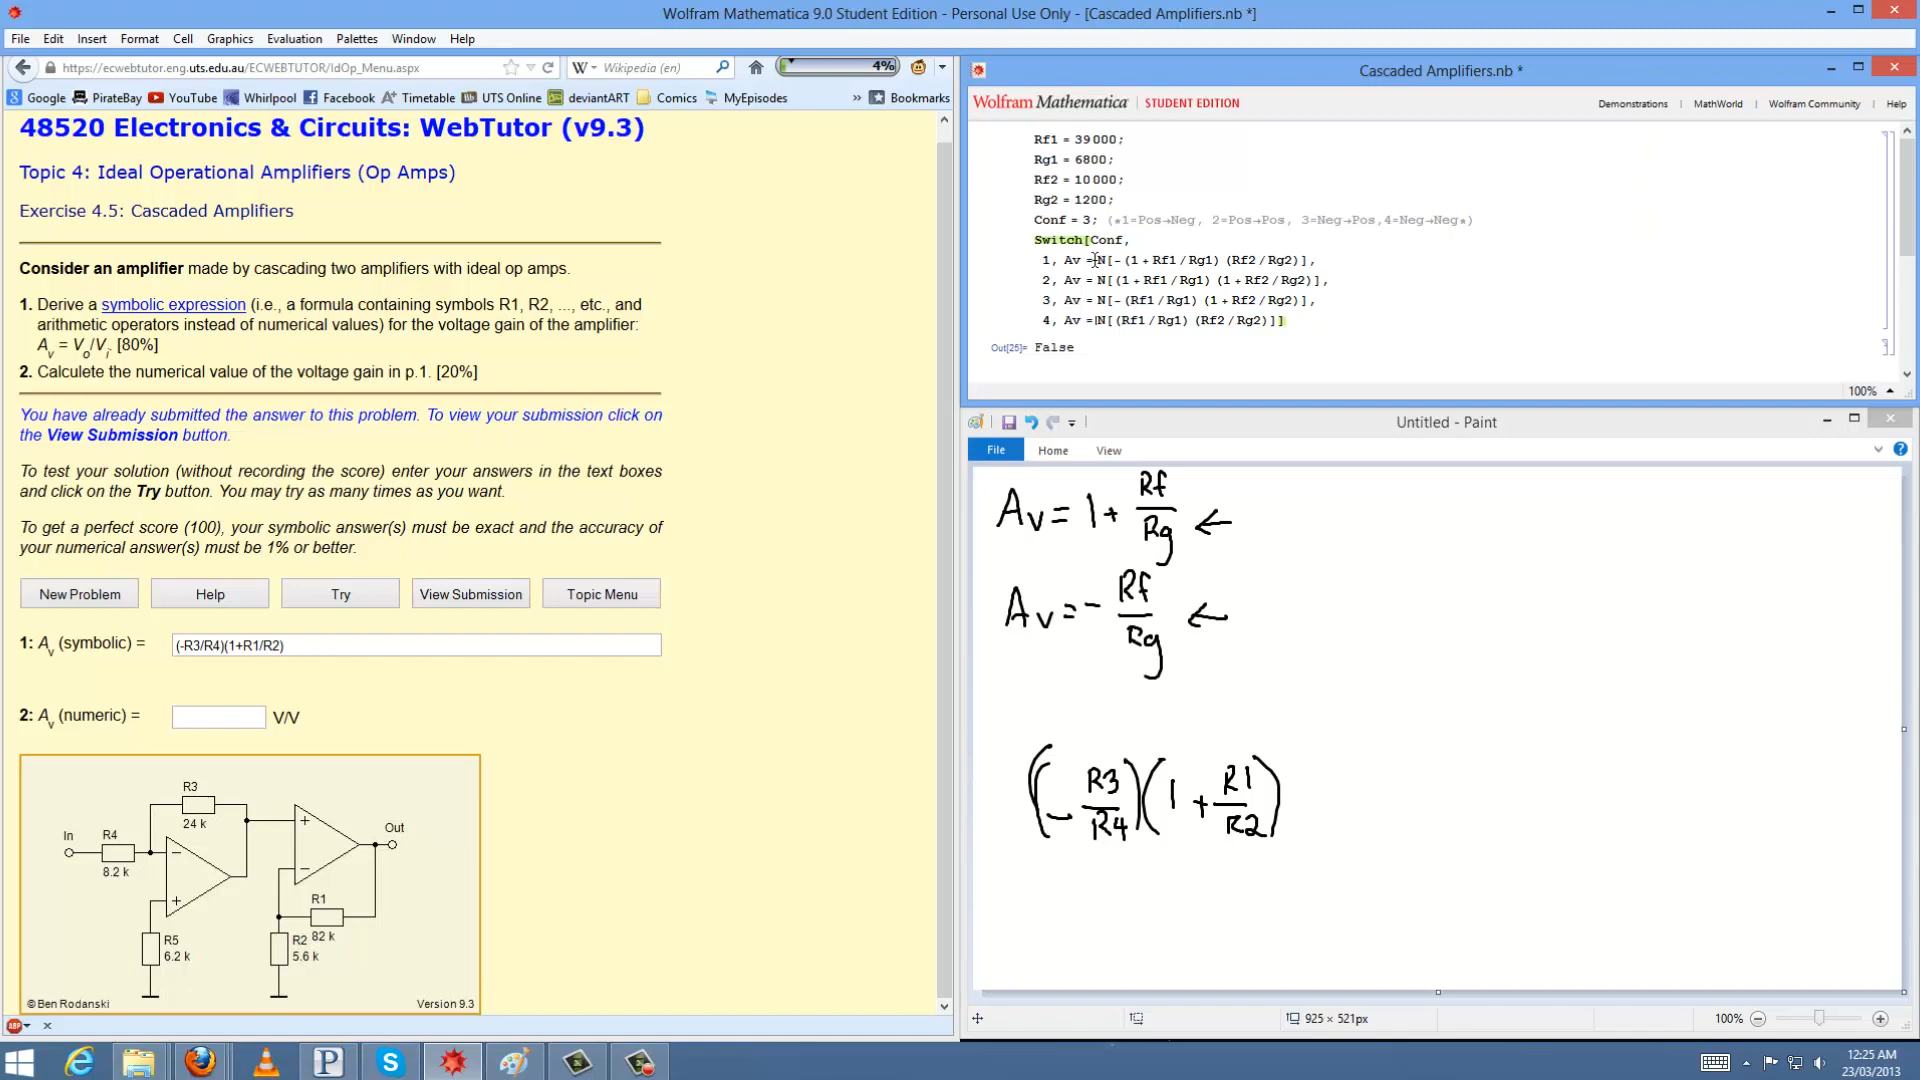 Wolfram Mathematica 9.0 Student Edition - Personal Use Only - [Cascaded Amplifiers.nb *]
File Edit Insert Format Cell Graphics Evaluation Palettes Window Help
https://ecwebtutor.eng.uts.edu.au/ECWEBTUTOR/IdOp_Menu.aspx
Wikipedia (en)
4%
Google PirateBay YouTube Whirlpool Facebook Timetable UTS Online deviantART Comics MyEpisodes » Bookmarks
48520 Electronics & Circuits: WebTutor (v9.3)
Topic 4: Ideal Operational Amplifiers (Op Amps)
Exercise 4.5: Cascaded Amplifiers
Consider an amplifier made by cascading two amplifiers with ideal op amps.
1. Derive a symbolic expression (i.e., a formula containing symbols R1, R2, ..., etc., and
arithmetic operators instead of numerical values) for the voltage gain of the amplifier:
Av = Vo/Vi. [80%]
2. Calculate the numerical value of the voltage gain in p.1. [20%]
You have already submitted the answer to this problem. To view your submission click on
the View Submission button.
To test your solution (without recording the score) enter your answers in the text boxes
and click on the Try button. You may try as many times as you want.
To get a perfect score (100), your symbolic answer(s) must be exact and the accuracy of
your numerical answer(s) must be 1% or better.
New Problem Help Try View Submission Topic Menu
1: Av (symbolic) = (-R3/R4)(1+R1/R2)
2: Av (numeric) = V/V
R3
24 k
In
R4
8.2 k
−
+
R5
6.2 k
+
−
Out
R1
82 k
R2
5.6 k
©Ben Rodanski
Version 9.3
ABP
Cascaded Amplifiers.nb *
Wolfram Mathematica | STUDENT EDITION
Demonstrations | MathWorld | Wolfram Community | Help
Rf1 = 39000;
Rg1 = 6800;
Rf2 = 10000;
Rg2 = 1200;
Conf = 3; (*1=Pos→Neg, 2=Pos→Pos, 3=Neg→Pos,4=Neg→Neg*)
Switch[Conf,
1, Av = N[-(1 + Rf1/Rg1) (Rf2/Rg2)],
2, Av = N[(1 + Rf1/Rg1) (1 + Rf2/Rg2)],
3, Av = N[-(Rf1/Rg1) (1 + Rf2/Rg2)],
4, Av = N[(Rf1/Rg1) (Rf2/Rg2)]]
Out[25]= False
100%
Untitled - Paint
File Home View
Av = 1 + Rf/Rg ←
Av = - Rf/Rg ←
(- R3/R4)(1 + R1/R2)
925 × 521px
100%
12:25 AM
23/03/2013